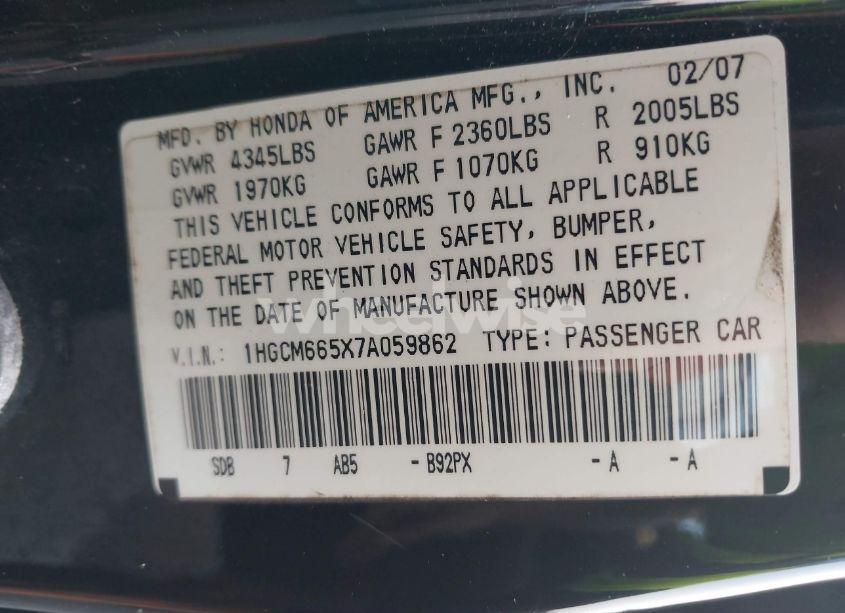 MFD. BY HONDA OF AMERICA MFG., INC. 02/07
GVWR 4345LBS GAWR F 2360LBS R 2005LBS
GVWR 1970KG GAWR F 1070KG R 910KG
THIS VEHICLE CONFORMS TO ALL APPLICABLE
FEDERAL MOTOR VEHICLE SAFETY, BUMPER,
AND THEFT PREVENTION STANDARDS IN EFFECT
ON THE DATE OF MANUFACTURE SHOWN ABOVE.
wheelwise
V.I.N.: 1HGCM665X7A059862 TYPE: PASSENGER CAR
SDB 7 AB5 - B92PX - A - A